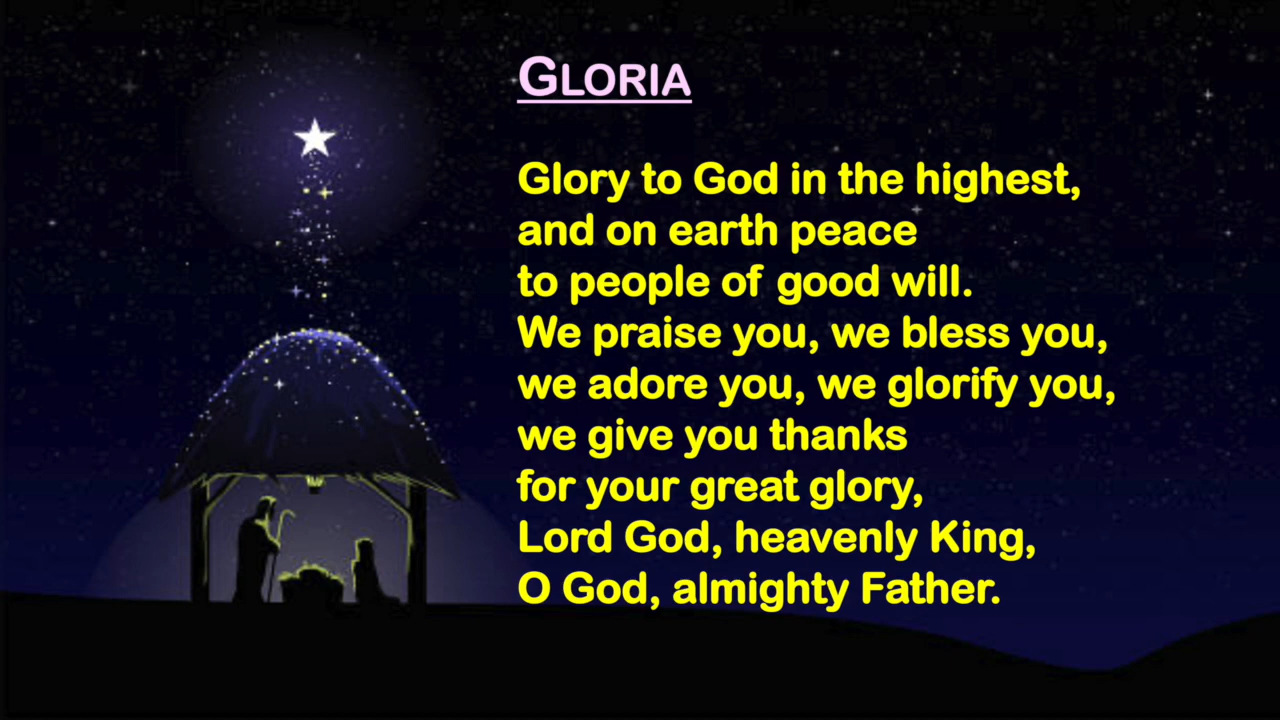 GLORIA
Glory to God in the highest,
and on earth peace
to people of good will.
We praise you, we bless you,
we adore you, we glorify you,
we give you thanks
for your great glory,
Lord God, heavenly King,
O God, almighty Father.